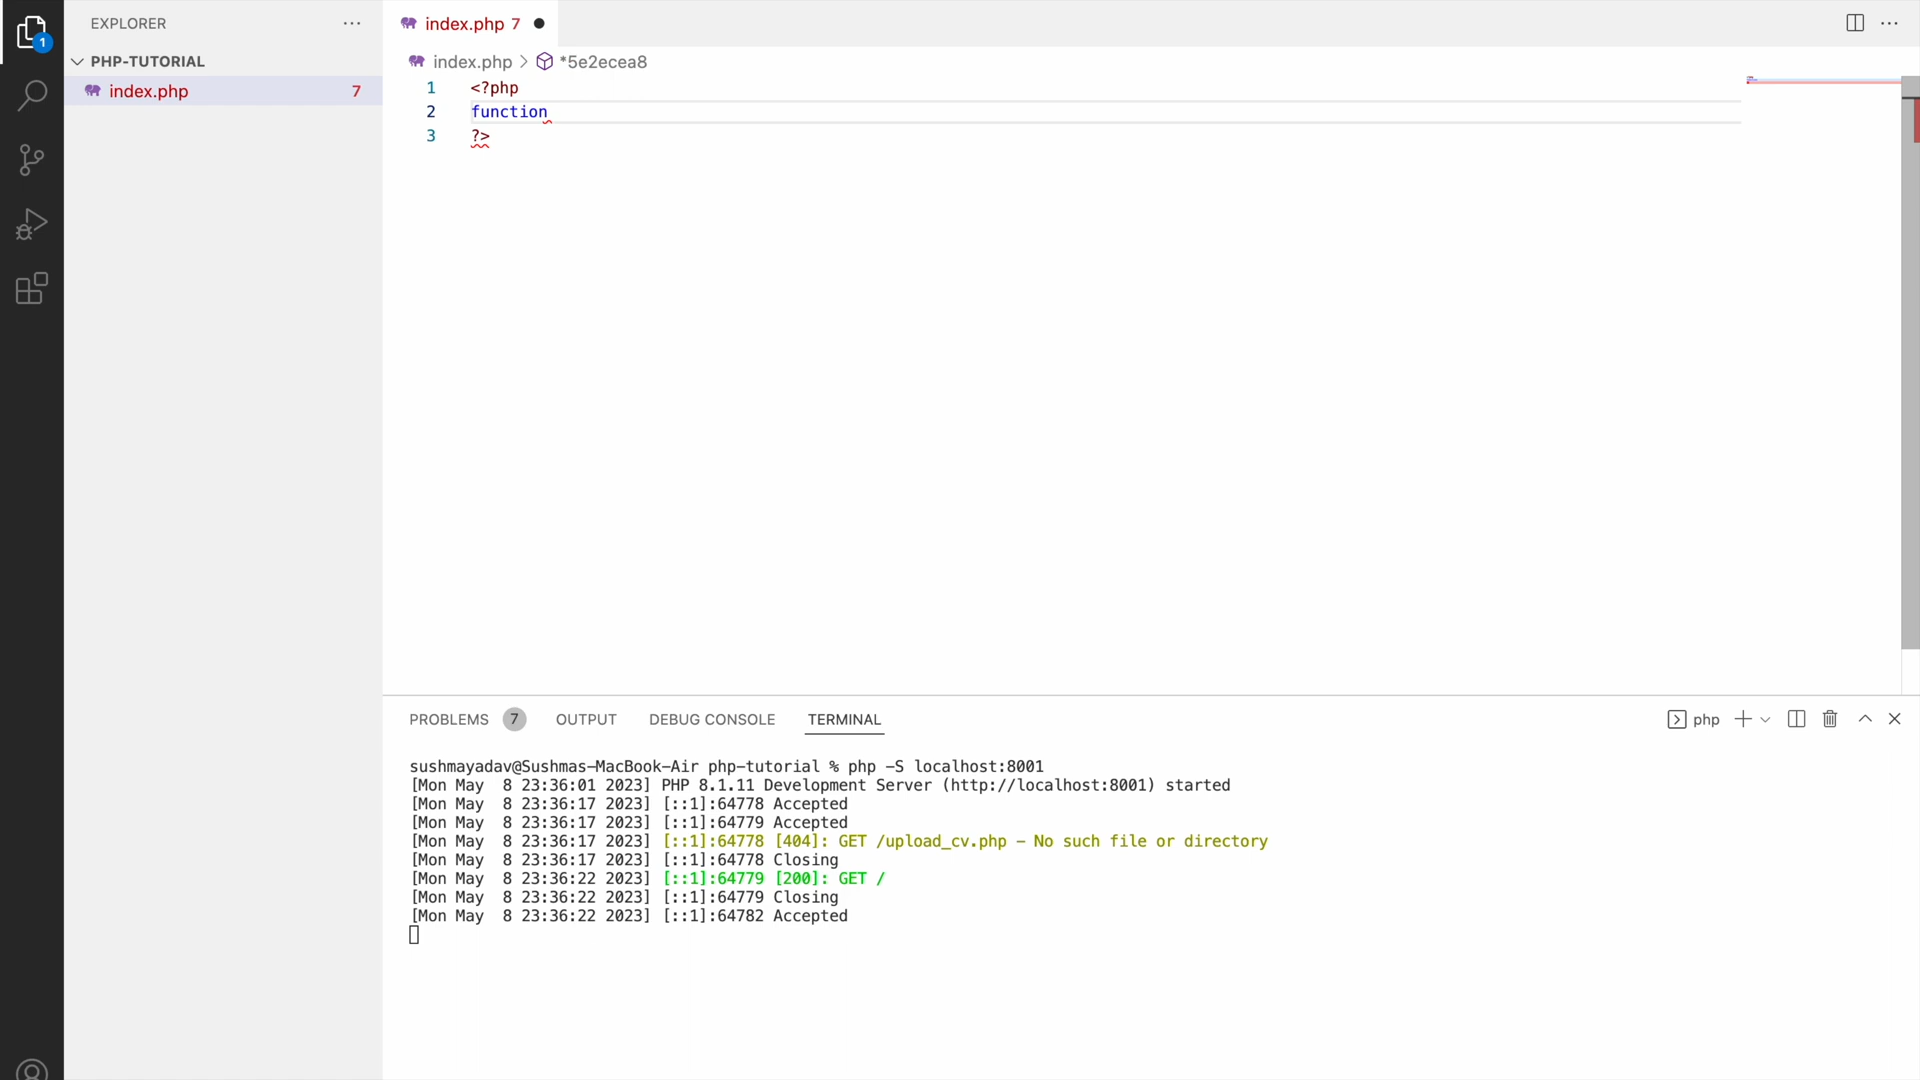 EXPLORER
PHP-TUTORIAL
index.php 7
1
index.php 7
index.php > *5e2ecea8
1 <?php
2 function
3 ?>
PROBLEMS 7 OUTPUT DEBUG CONSOLE TERMINAL
php
sushmayadav@Sushmas-MacBook-Air php-tutorial % php -S localhost:8001
[Mon May  8 23:36:01 2023] PHP 8.1.11 Development Server (http://localhost:8001) started
[Mon May  8 23:36:17 2023] [::1]:64778 Accepted
[Mon May  8 23:36:17 2023] [::1]:64779 Accepted
[Mon May  8 23:36:17 2023] [::1]:64778 [404]: GET /upload_cv.php - No such file or directory
[Mon May  8 23:36:17 2023] [::1]:64778 Closing
[Mon May  8 23:36:22 2023] [::1]:64779 [200]: GET /
[Mon May  8 23:36:22 2023] [::1]:64779 Closing
[Mon May  8 23:36:22 2023] [::1]:64782 Accepted